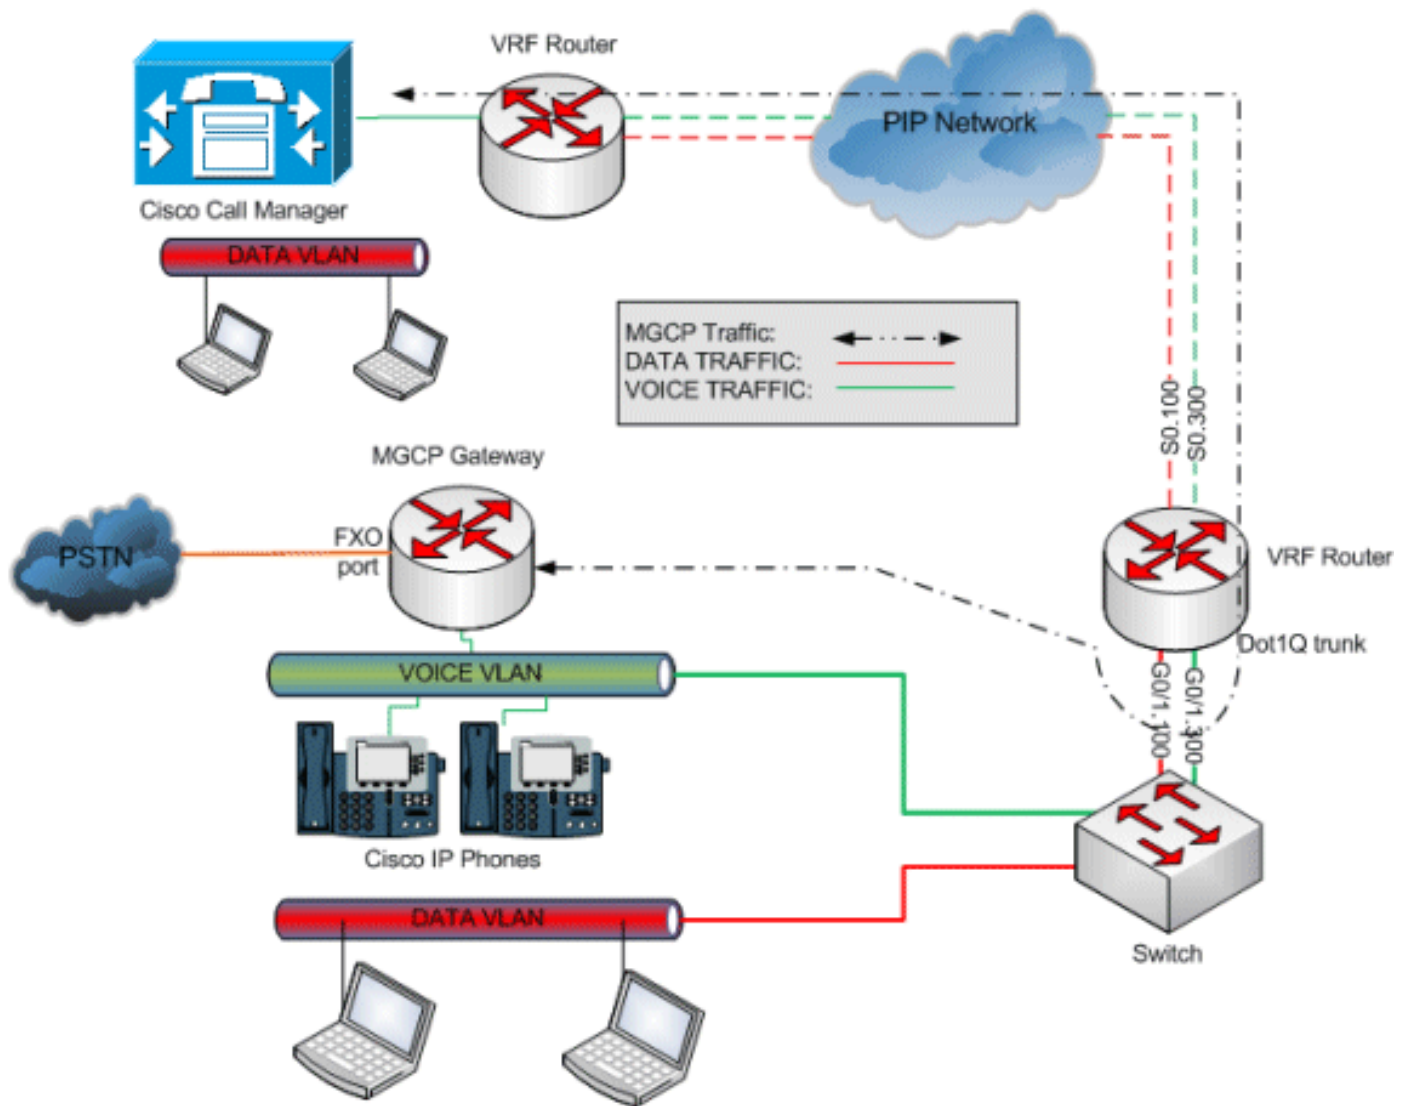 VRF Router
PIP Network
Cisco Call Manager
DATA VLAN
MGCP Traffic:
DATA TRAFFIC:
VOICE TRAFFIC:
S0.100
S0.300
MGCP Gateway
PSTN
FXO
port
VRF Router
Dot1Q trunk
VOICE VLAN
G0/1.100
G0/1.300
Cisco IP Phones
DATA VLAN
Switch